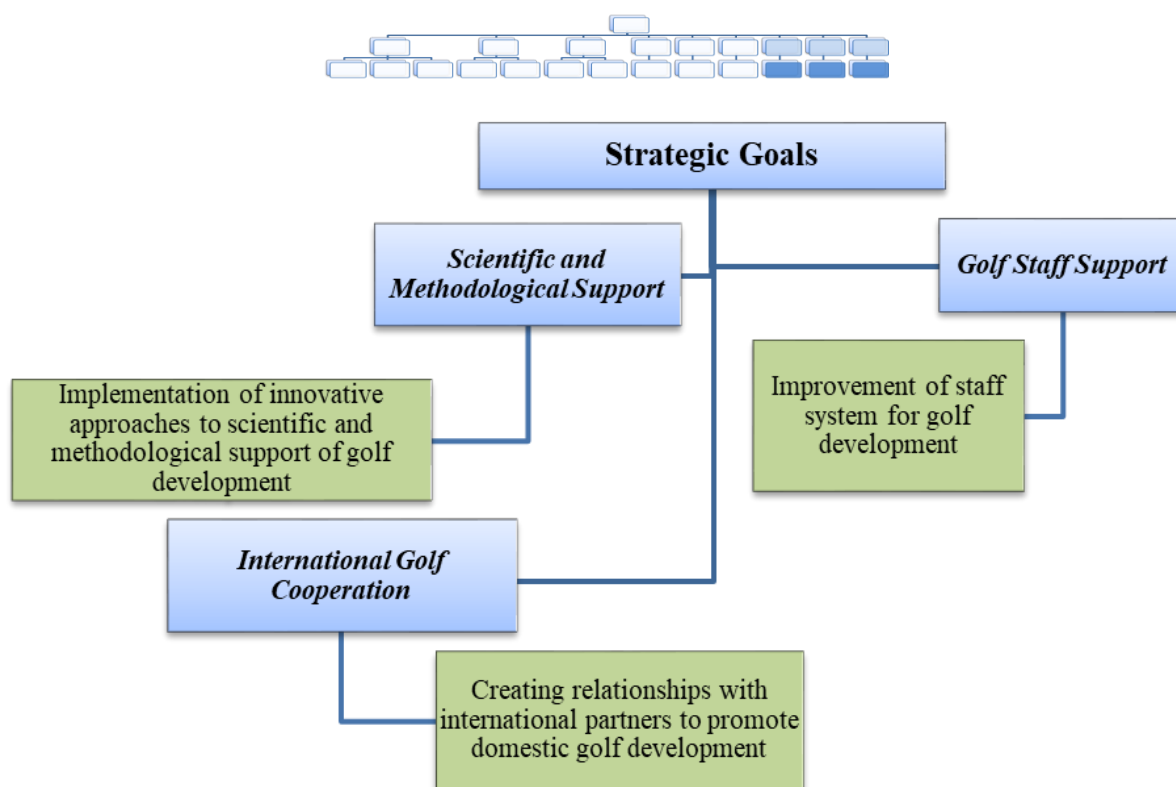 Strategic Goals
Scientific and
Methodological Support
Golf Staff Support
Implementation of innovative
approaches to scientific and
methodological support of golf
development
Improvement of staff
system for golf
development
International Golf
Cooperation
Creating relationships with
international partners to promote
domestic golf development